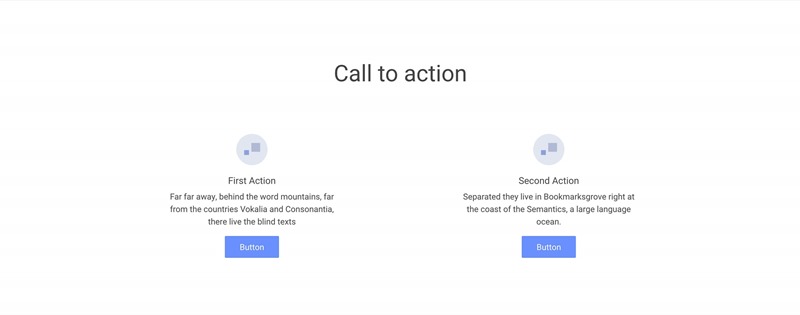 Call to action
First Action
Far far away, behind the word mountains, far
from the countries Vokalia and Consonantia,
there live the blind texts
Button
Second Action
Separated they live in Bookmarksgrove right at
the coast of the Semantics, a large language
ocean.
Button